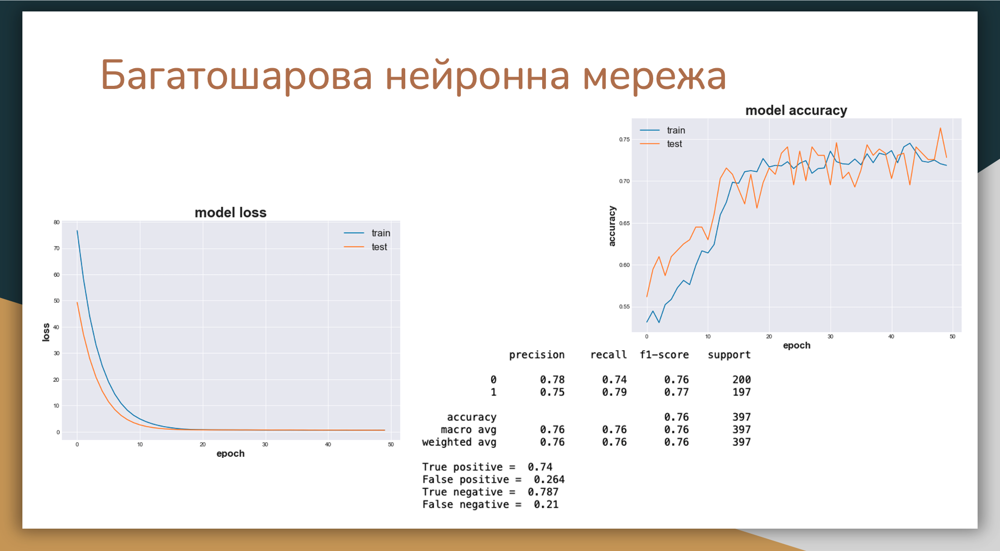 Багатошарова нейронна мережа
model accuracy
train
test
0.75
0.70
0.65
0.60
0.55
accuracy
0 10 20 30 40 50
epoch
model loss
train
test
80
70
60
50
40
30
20
10
0
loss
0 10 20 30 40 50
epoch
precision recall f1-score support
0 0.78 0.74 0.76 200
1 0.75 0.79 0.77 197
accuracy 0.76 397
macro avg 0.76 0.76 0.76 397
weighted avg 0.76 0.76 0.76 397
True positive = 0.74
False positive = 0.264
True negative = 0.787
False negative = 0.21